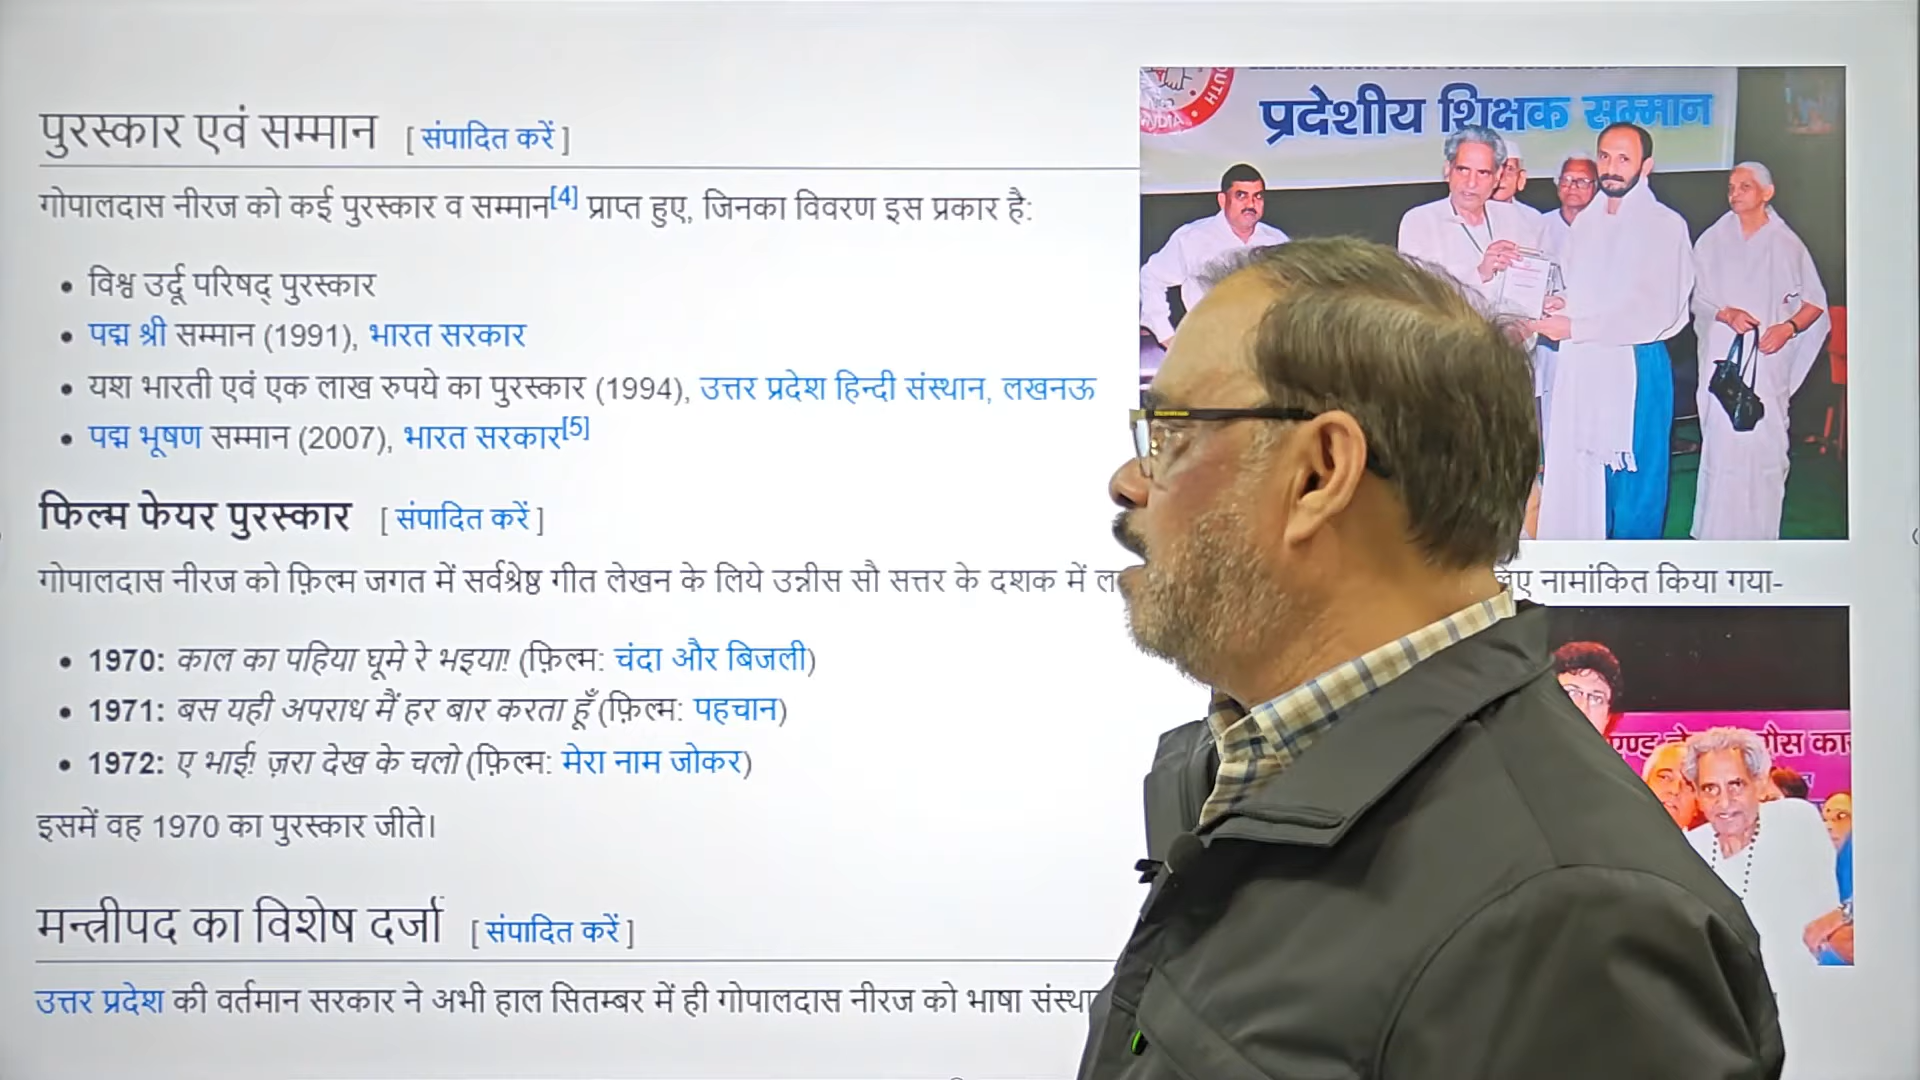 पुरस्कार एवं सम्मान [ संपादित करें ]
गोपालदास नीरज को कई पुरस्कार व सम्मान[4] प्राप्त हुए, जिनका विवरण इस प्रकार है:
• विश्व उर्दू परिषद् पुरस्कार
• पद्म श्री सम्मान (1991), भारत सरकार
• यश भारती एवं एक लाख रुपये का पुरस्कार (1994), उत्तर प्रदेश हिन्दी संस्थान, लखनऊ
• पद्म भूषण सम्मान (2007), भारत सरकार[5]
फिल्म फेयर पुरस्कार [ संपादित करें ]
गोपालदास नीरज को फ़िल्म जगत में सर्वश्रेष्ठ गीत लेखन के लिये उन्नीस सौ सत्तर के दशक में नामांकित किया गया-
• 1970: काल का पहिया घूमे रे भइया! (फ़िल्म: चंदा और बिजली)
• 1971: बस यही अपराध मैं हर बार करता हूँ (फ़िल्म: पहचान)
• 1972: ए भाई! ज़रा देख के चलो (फ़िल्म: मेरा नाम जोकर)
इसमें वह 1970 का पुरस्कार जीते।
मन्त्रीपद का विशेष दर्जा [ संपादित करें ]
उत्तर प्रदेश की वर्तमान सरकार ने अभी हाल सितम्बर में ही गोपालदास नीरज को भाषा
प्रदेशीय शिक्षक सम्मान